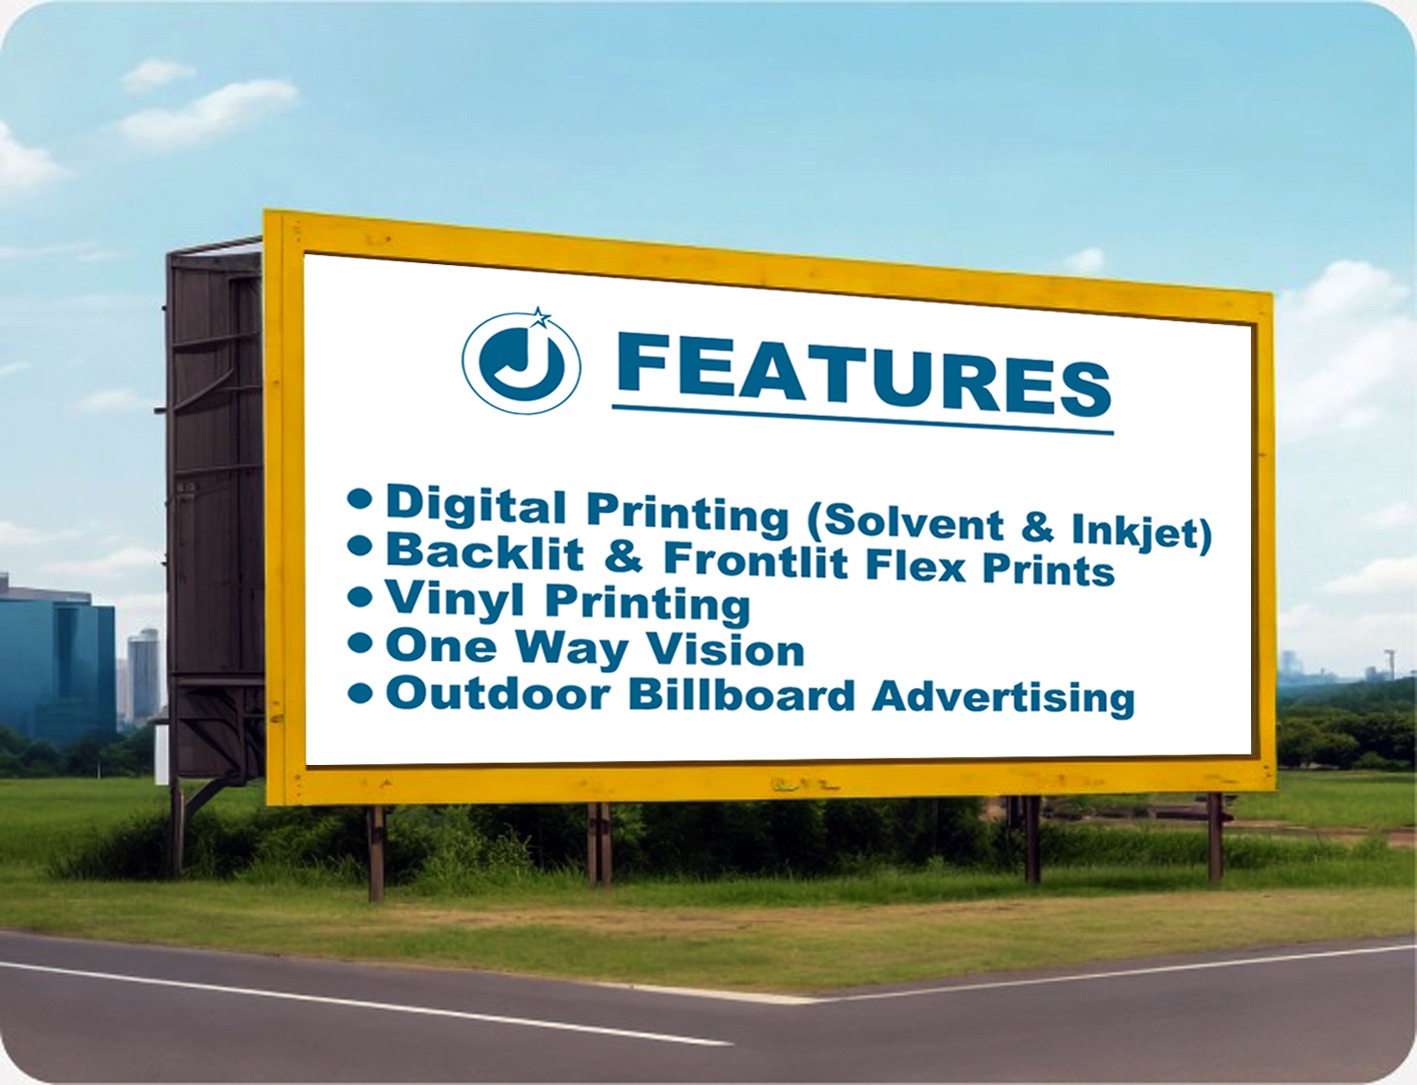 FEATURES
• Digital Printing (Solvent & Inkjet)
• Backlit & Frontlit Flex Prints
• Vinyl Printing
• One Way Vision
• Outdoor Billboard Advertising